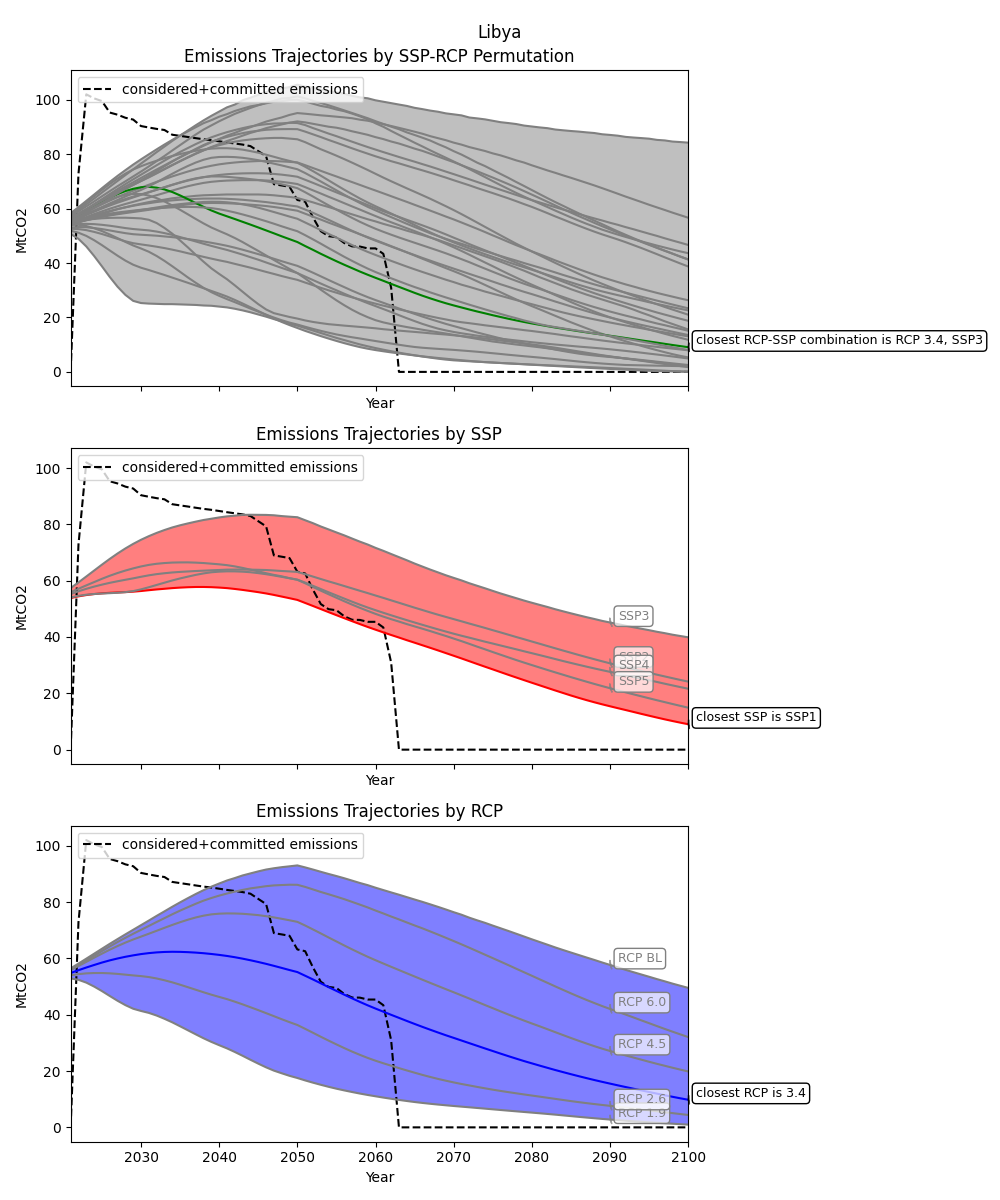 Libya
Emissions Trajectories by SSP-RCP Permutation
considered+committed emissions
100
80
60
40
20
0
MtCO2
Year
closest RCP-SSP combination is RCP 3.4, SSP3
Emissions Trajectories by SSP
considered+committed emissions
100
80
60
40
20
0
MtCO2
Year
SSP3
SSP4
SSP5
closest SSP is SSP1
Emissions Trajectories by RCP
considered+committed emissions
100
80
60
40
20
0
MtCO2
RCP BL
RCP 6.0
RCP 4.5
RCP 2.6
RCP 1.9
closest RCP is 3.4
2030 2040 2050 2060 2070 2080 2090 2100
Year